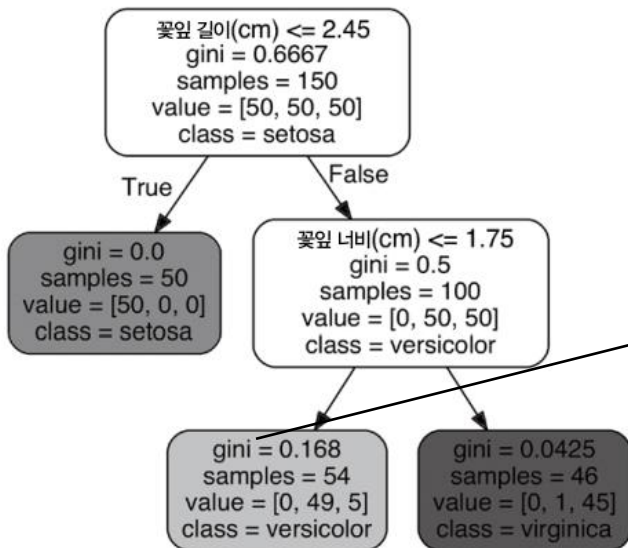 꽃잎 길이(cm) <= 2.45
gini = 0.6667
samples = 150
value = [50, 50, 50]
class = setosa
True
False
gini = 0.0
samples = 50
value = [50, 0, 0]
class = setosa
꽃잎 너비(cm) <= 1.75
gini = 0.5
samples = 100
value = [0, 50, 50]
class = versicolor
gini = 0.168
samples = 54
value = [0, 49, 5]
class = versicolor
gini = 0.0425
samples = 46
value = [0, 1, 45]
class = virginica